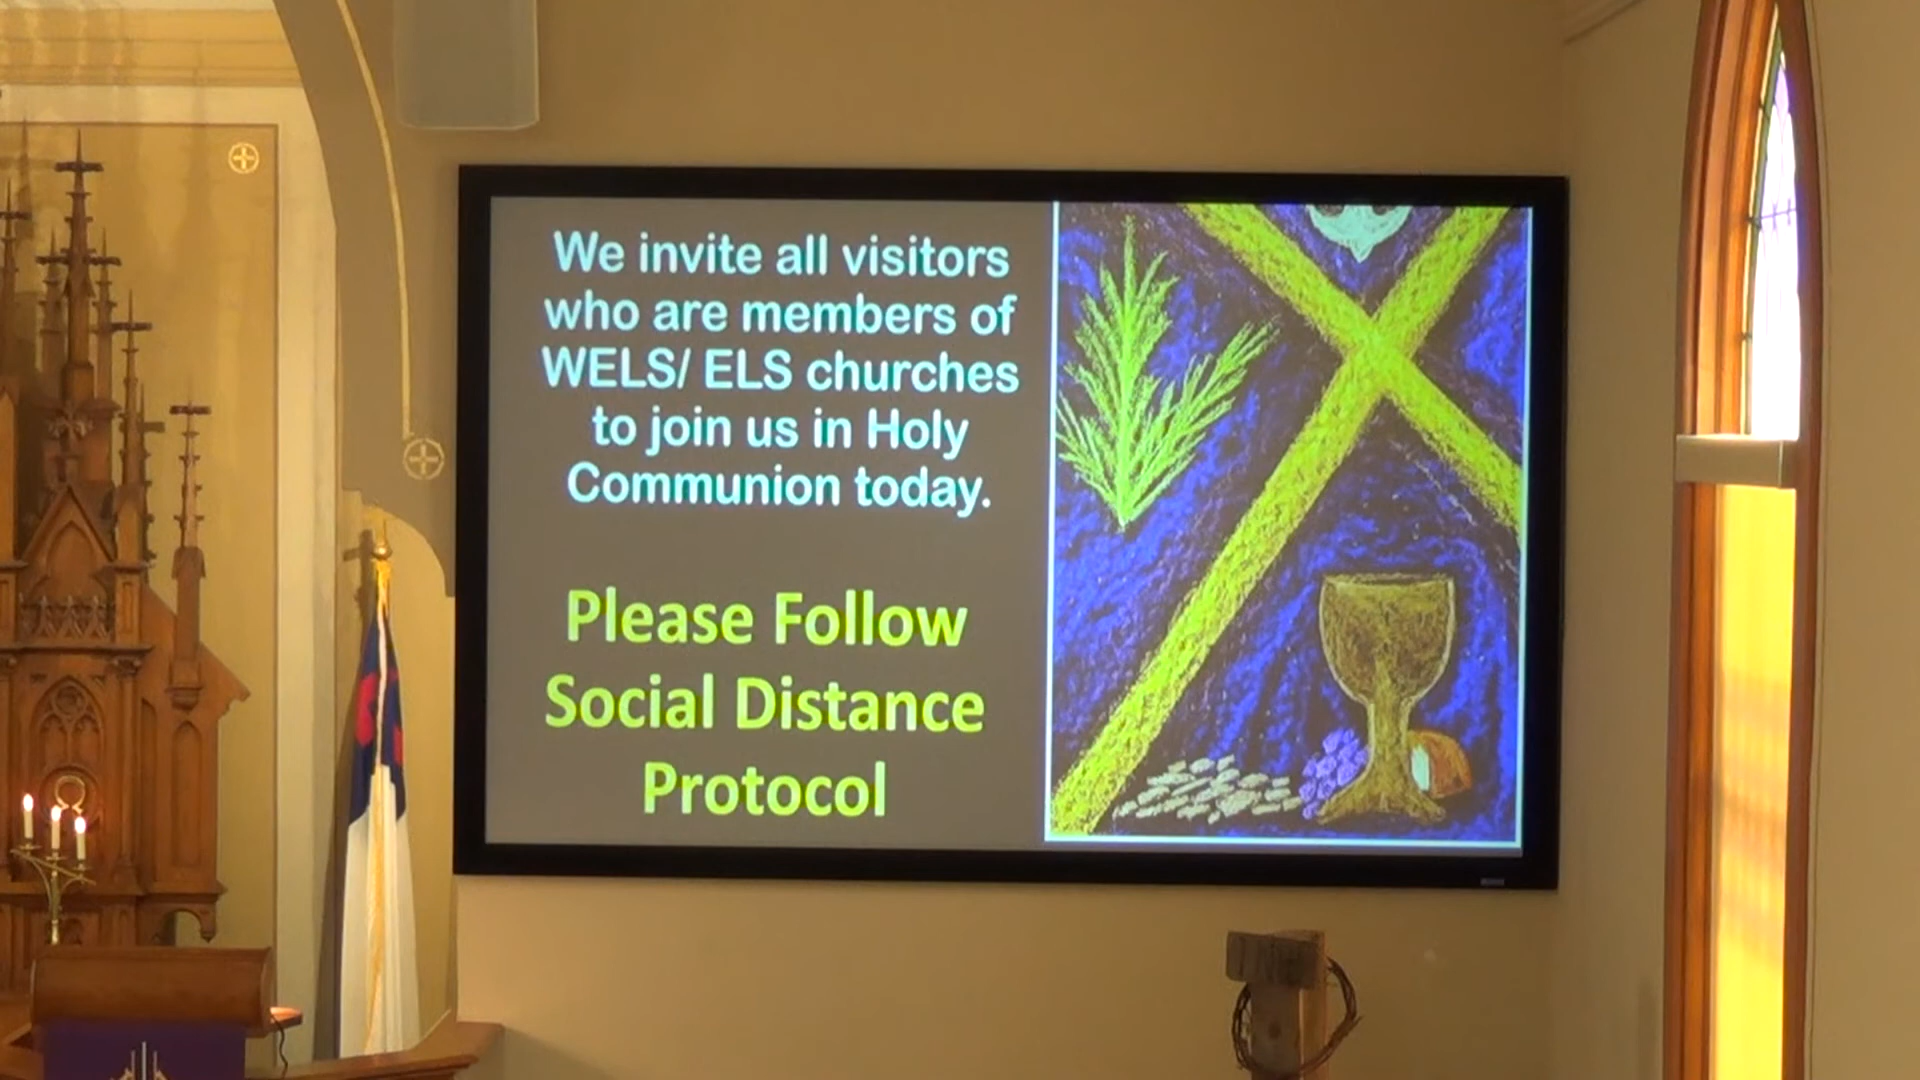 We invite all visitors
who are members of
WELS/ ELS churches
to join us in Holy
Communion today.
Please Follow
Social Distance
Protocol